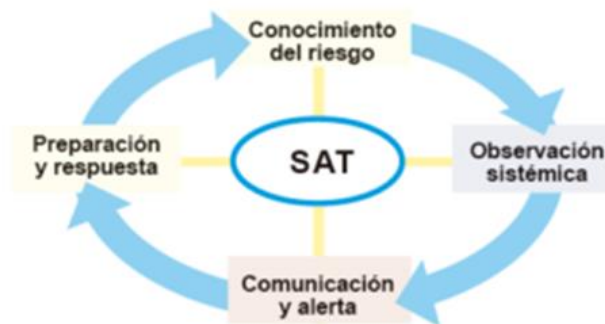 Conocimiento
del riesgo
Preparación
y respuesta
SAT
Observación
sistémica
Comunicación
y alerta